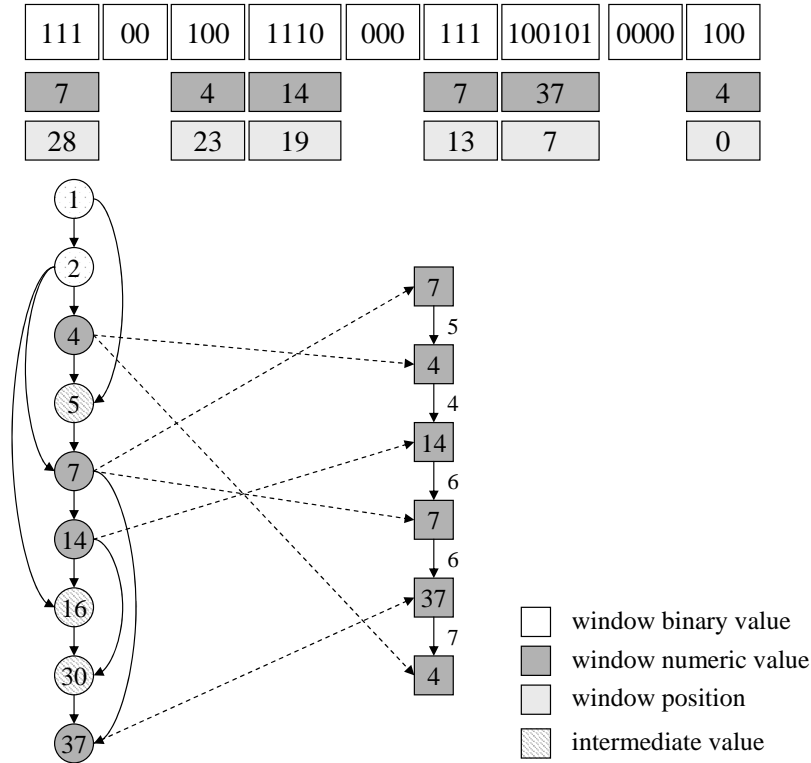 111 00 100 1110 000 111 100101 0000 100
7 4 14 7 37 4
28 23 19 13 7 0
1
2
7
5
4
4
5
4
14
7
6
7
14
6
37
16
7
window binary value
30
4
window numeric value
window position
37
intermediate value